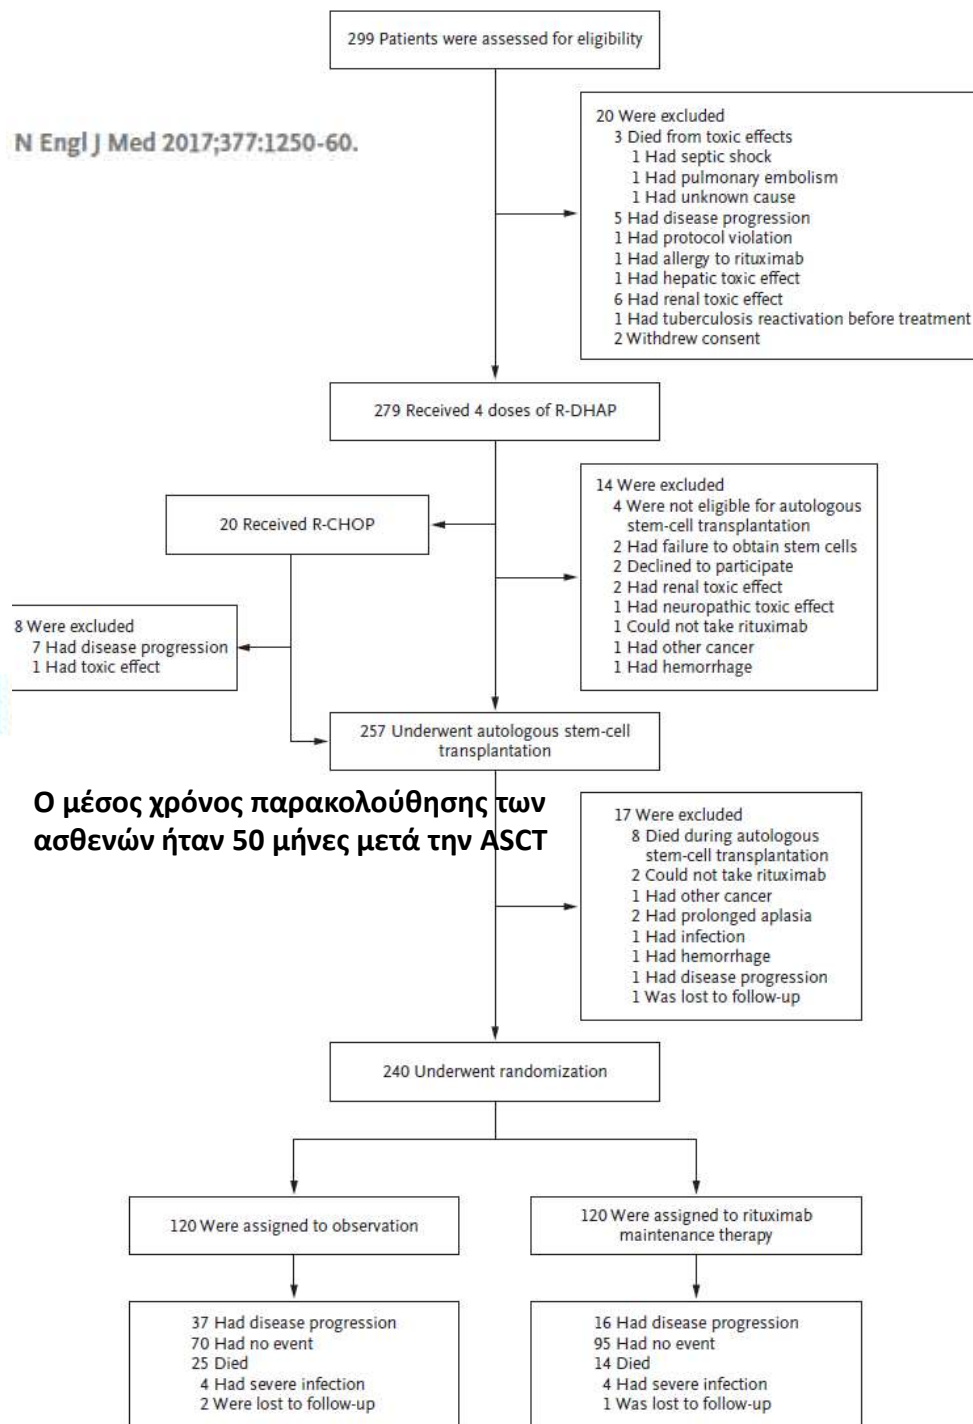 299 Patients were assessed for eligibility
N Engl J Med 2017;377:1250-60.
20 Were excluded
3 Died from toxic effects
1 Had septic shock
1 Had pulmonary embolism
1 Had unknown cause
5 Had disease progression
1 Had protocol violation
1 Had allergy to rituximab
1 Had hepatic toxic effect
6 Had renal toxic effect
1 Had tuberculosis reactivation before treatment
2 Withdrew consent
279 Received 4 doses of R-DHAP
14 Were excluded
4 Were not eligible for autologous
stem-cell transplantation
2 Had failure to obtain stem cells
2 Declined to participate
2 Had renal toxic effect
1 Had neuropathic toxic effect
1 Could not take rituximab
1 Had other cancer
1 Had hemorrhage
20 Received R-CHOP
8 Were excluded
7 Had disease progression
1 Had toxic effect
257 Underwent autologous stem-cell
transplantation
Ο μέσος χρόνος παρακολούθησης των
ασθενών ήταν 50 μήνες μετά την ASCT
17 Were excluded
8 Died during autologous
stem-cell transplantation
2 Could not take rituximab
1 Had other cancer
2 Had prolonged aplasia
1 Had infection
1 Had hemorrhage
1 Had disease progression
1 Was lost to follow-up
240 Underwent randomization
120 Were assigned to observation
120 Were assigned to rituximab
maintenance therapy
37 Had disease progression
70 Had no event
25 Died
4 Had severe infection
2 Were lost to follow-up
16 Had disease progression
95 Had no event
14 Died
4 Had severe infection
1 Was lost to follow-up